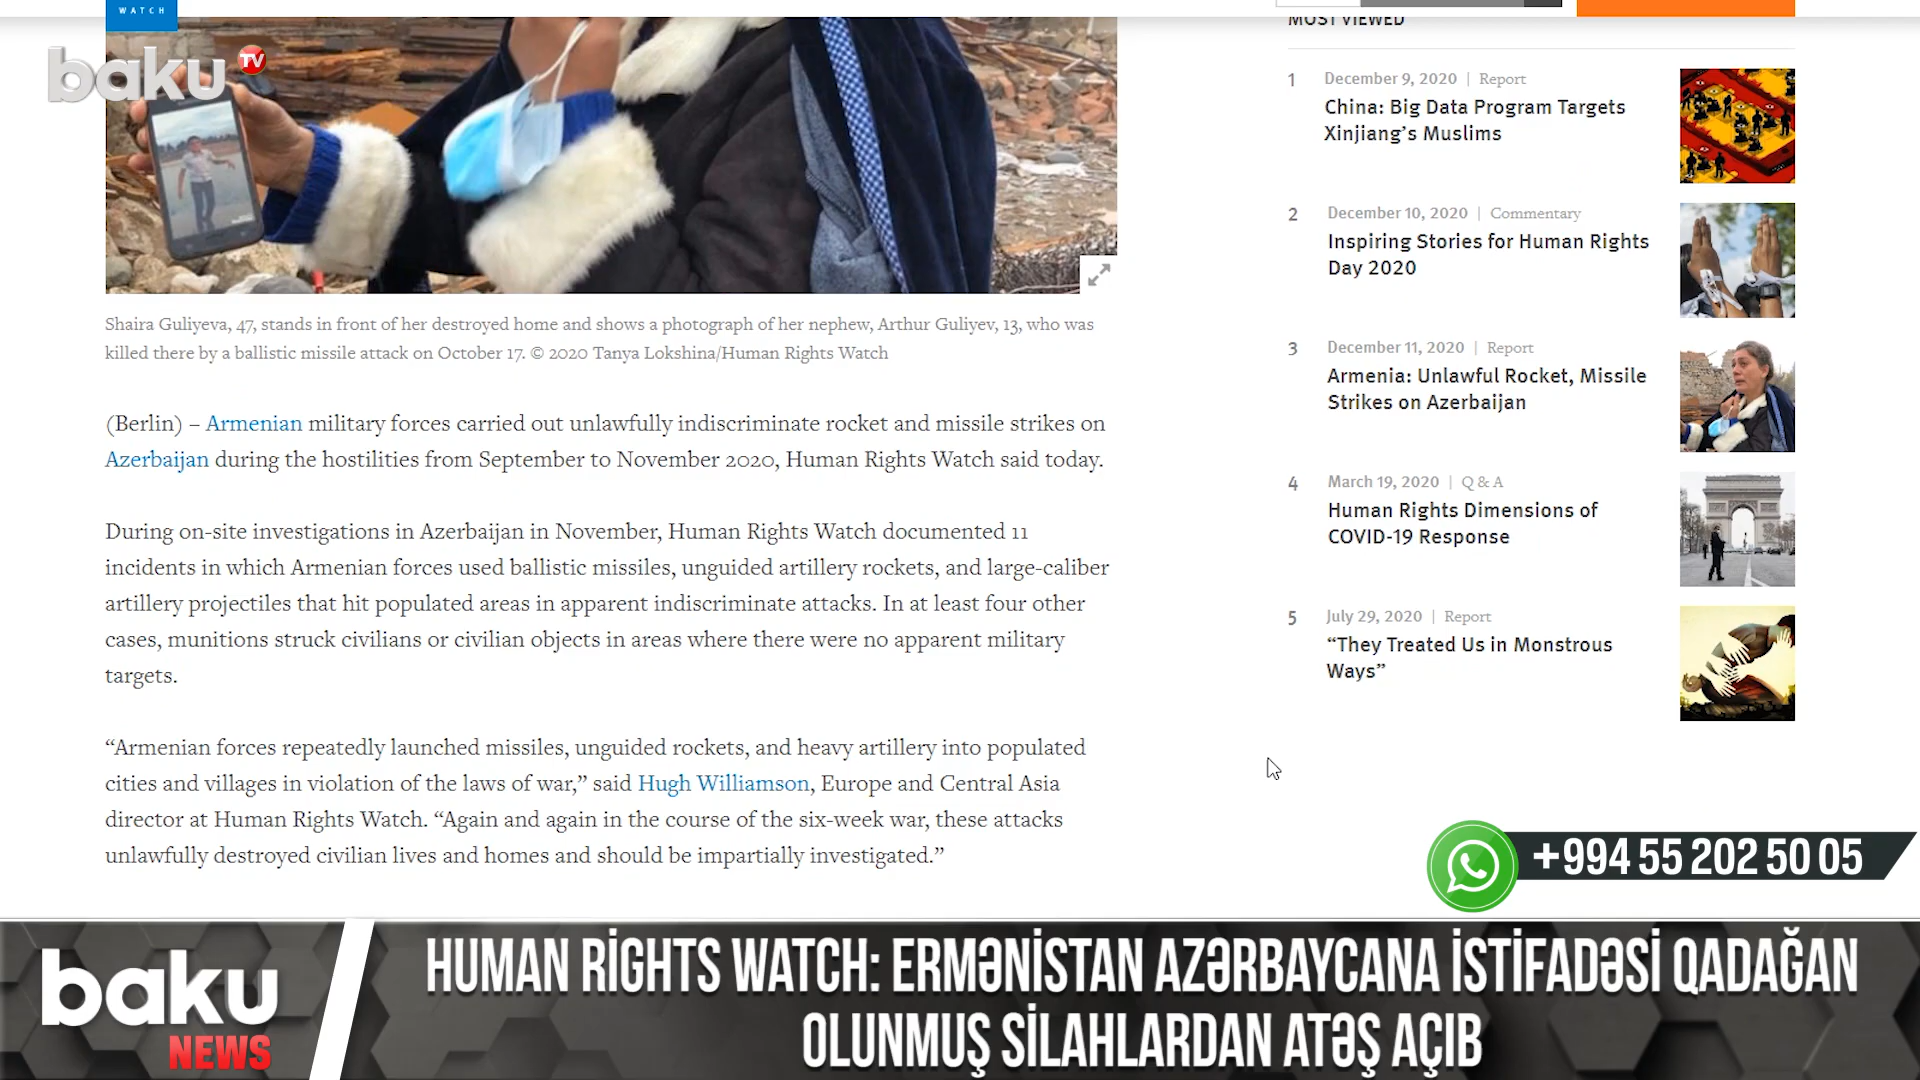 WATCH
baku TV
Shaira Guliyeva, 47, stands in front of her destroyed home and shows a photograph of her nephew, Arthur Guliyev, 13, who was
killed there by a ballistic missile attack on October 17. © 2020 Tanya Lokshina/Human Rights Watch
(Berlin) – Armenian military forces carried out unlawfully indiscriminate rocket and missile strikes on
Azerbaijan during the hostilities from September to November 2020, Human Rights Watch said today.
During on-site investigations in Azerbaijan in November, Human Rights Watch documented 11
incidents in which Armenian forces used ballistic missiles, unguided artillery rockets, and large-caliber
artillery projectiles that hit populated areas in apparent indiscriminate attacks. In at least four other
cases, munitions struck civilians or civilian objects in areas where there were no apparent military
targets.
“Armenian forces repeatedly launched missiles, unguided rockets, and heavy artillery into populated
cities and villages in violation of the laws of war,” said Hugh Williamson, Europe and Central Asia
director at Human Rights Watch. “Again and again in the course of the six-week war, these attacks
unlawfully destroyed civilian lives and homes and should be impartially investigated.”
MOST VIEWED
1 December 9, 2020 | Report
China: Big Data Program Targets
Xinjiang’s Muslims
2 December 10, 2020 | Commentary
Inspiring Stories for Human Rights
Day 2020
3 December 11, 2020 | Report
Armenia: Unlawful Rocket, Missile
Strikes on Azerbaijan
4 March 19, 2020 | Q & A
Human Rights Dimensions of
COVID-19 Response
5 July 29, 2020 | Report
“They Treated Us in Monstrous
Ways”
+994 55 202 50 05
baku
NEWS
HUMAN RİGHTS WATCH: ERMƏNİSTAN AZƏRBAYCANA İSTİFADƏSİ QADAĞAN
OLUNMUŞ SİLAHLARDAN ATƏŞ AÇIB